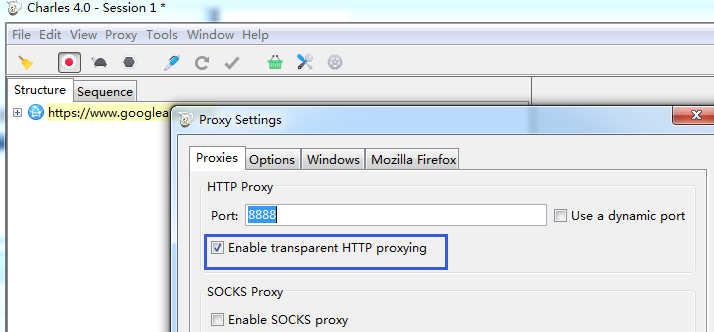 Charles 4.0 - Session 1 *
File Edit View Proxy Tools Window Help
Structure Sequence
https://www.googlea
Proxy Settings
Proxies Options Windows Mozilla Firefox
HTTP Proxy
Port: 8888 Use a dynamic port
Enable transparent HTTP proxying
SOCKS Proxy
Enable SOCKS proxy